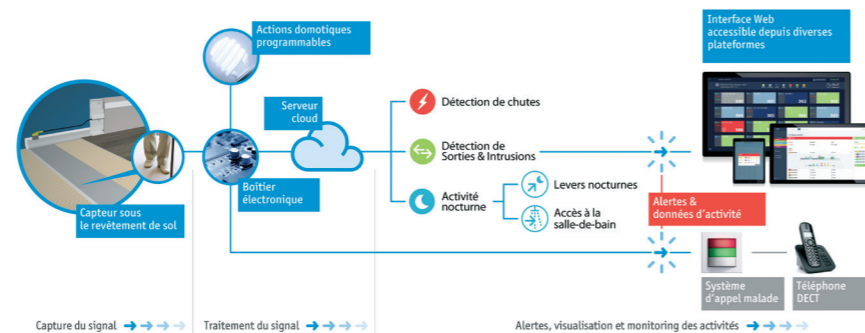 Actions domotiques
programmables
Interface Web
accessible depuis diverses
plateformes
Serveur
cloud
Détection de chutes
Détection de
Sorties & Intrusions
Boîtier
électronique
Activité
nocturne
Levers nocturnes
Accès à la
salle-de-bain
Capteur sous
le revêtement de sol
Alertes &
données d'activité
Système
d'appel malade
Téléphone
DECT
Capture du signal
Traitement du signal
Alertes, visualisation et monitoring des activités